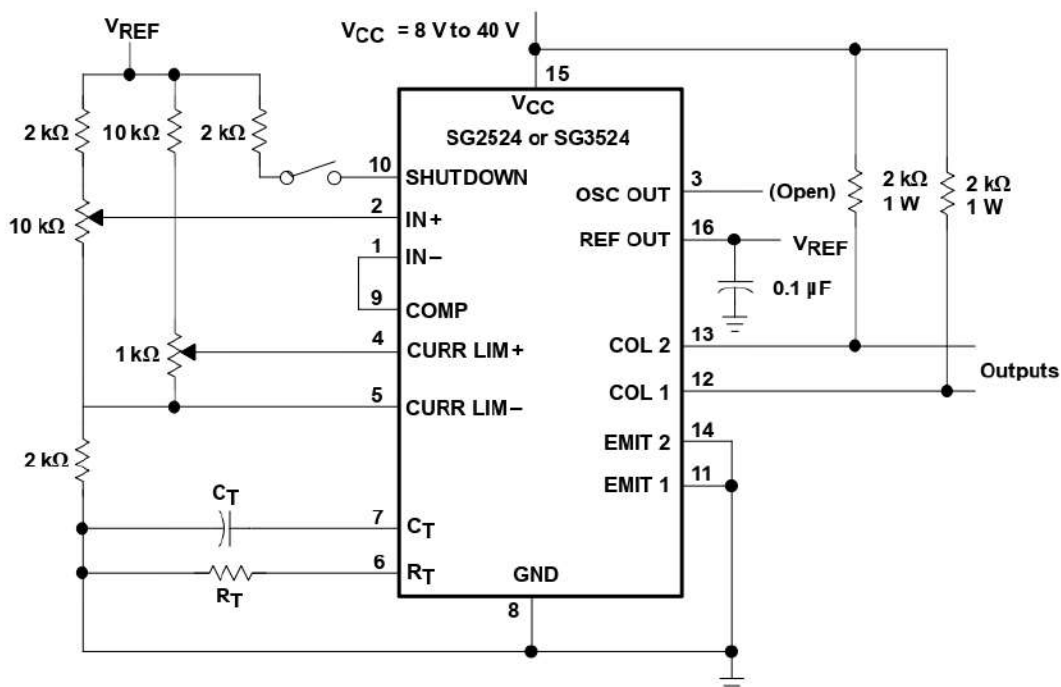 VREF
VCC = 8 V to 40 V
15
VCC
2 kΩ
10 kΩ
2 kΩ
SG2524 or SG3524
10
SHUTDOWN
3
OSC OUT
(Open)
2 kΩ
1 W
2 kΩ
1 W
2
IN+
10 kΩ
16
REF OUT
VREF
1
IN−
0.1 µF
9
COMP
4
CURR LIM+
1 kΩ
13
COL 2
Outputs
12
COL 1
5
CURR LIM−
14
EMIT 2
2 kΩ
11
EMIT 1
CT
7
CT
6
RT
RT
GND
8